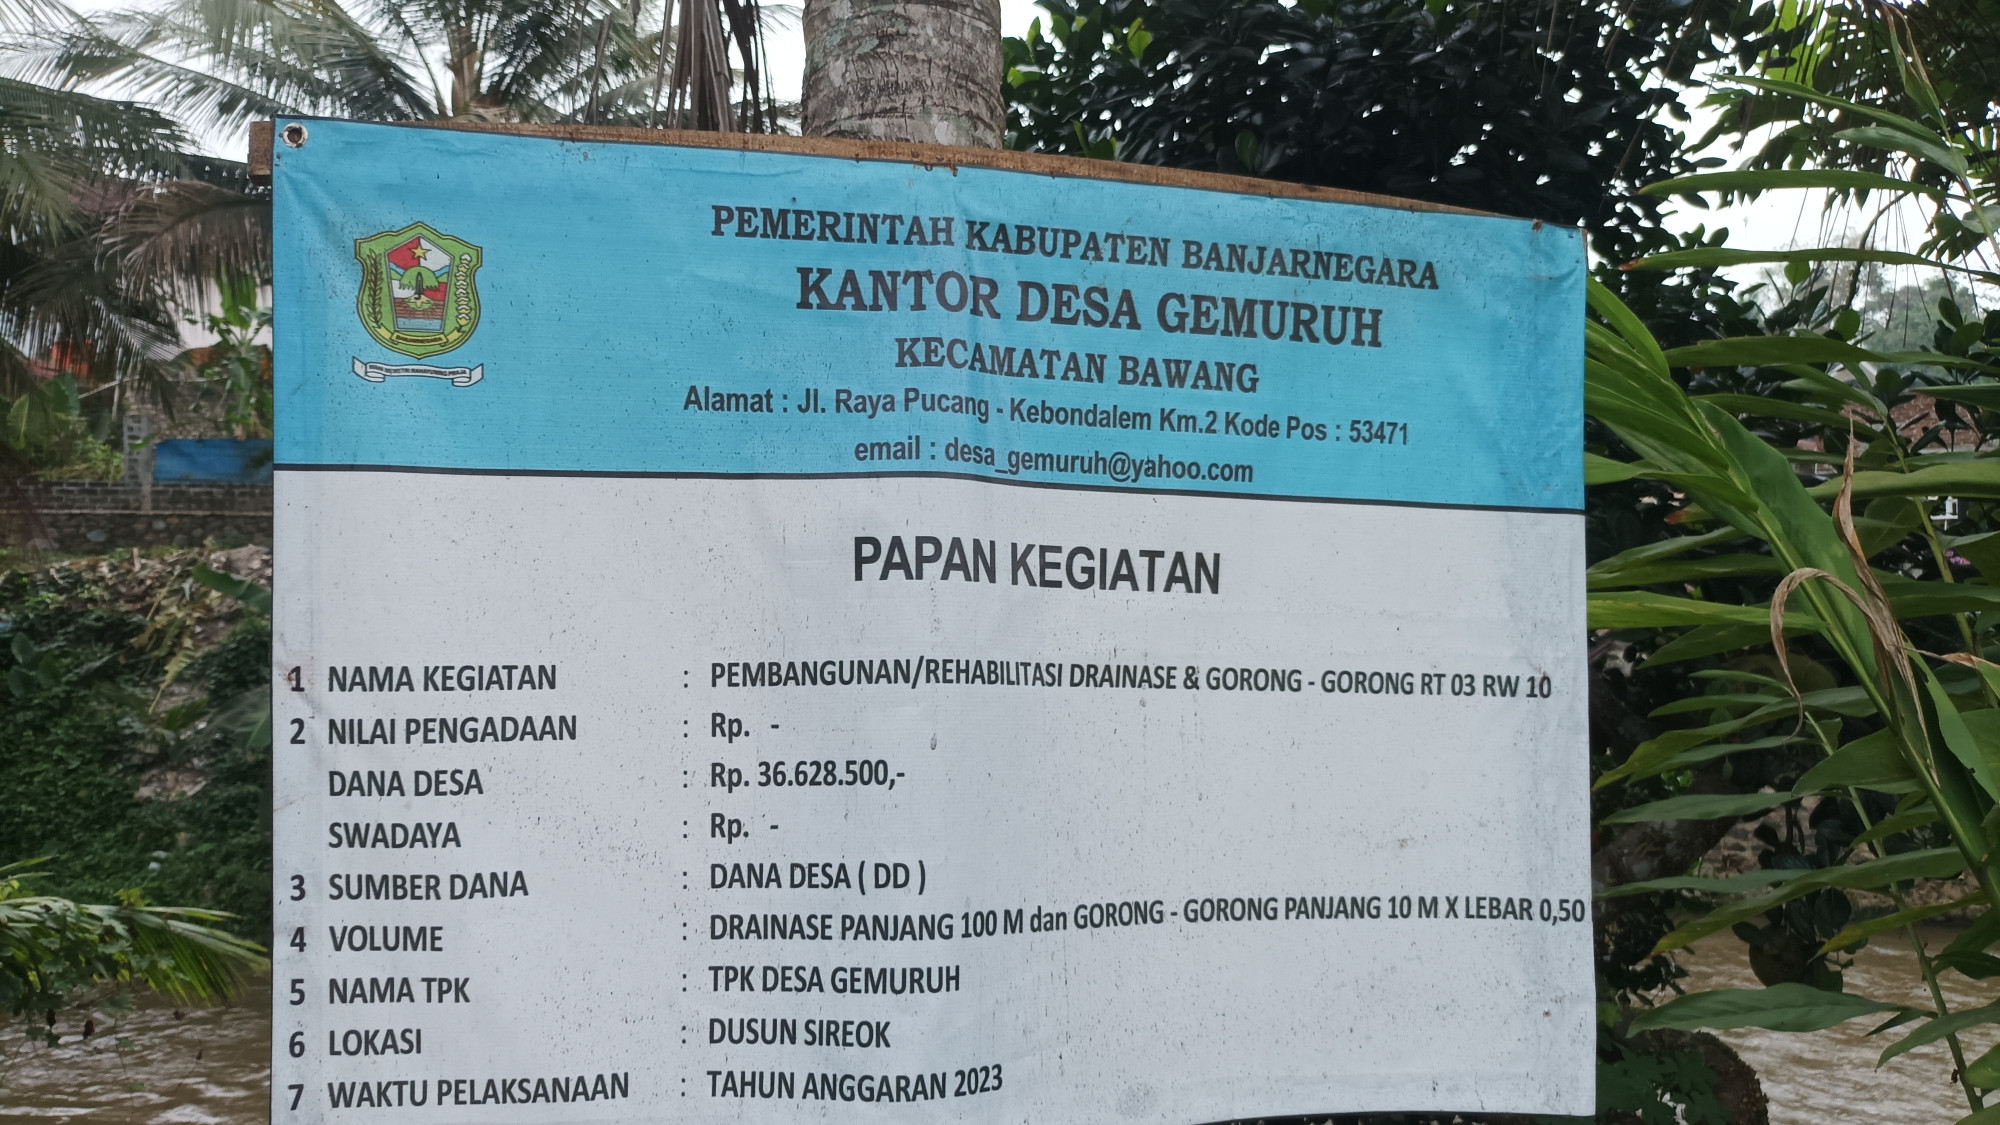 PEMERINTAH KABUPATEN BANJARNEGARA
KANTOR DESA GEMURUH
KECAMATAN BAWANG
Alamat : Jl. Raya Pucang - Kebondalem Km.2 Kode Pos : 53471
email : desa_gemuruh@yahoo.com
BANJARNEGARA
PAPAN KEGIATAN
1 NAMA KEGIATAN : PEMBANGUNAN/REHABILITASI DRAINASE & GORONG - GORONG RT 03 RW 10
2 NILAI PENGADAAN : Rp. -
DANA DESA : Rp. 36.628.500,-
SWADAYA : Rp. -
3 SUMBER DANA : DANA DESA ( DD )
4 VOLUME : DRAINASE PANJANG 100 M dan GORONG - GORONG PANJANG 10 M X LEBAR 0,50
5 NAMA TPK : TPK DESA GEMURUH
6 LOKASI : DUSUN SIREOK
7 WAKTU PELAKSANAAN : TAHUN ANGGARAN 2023